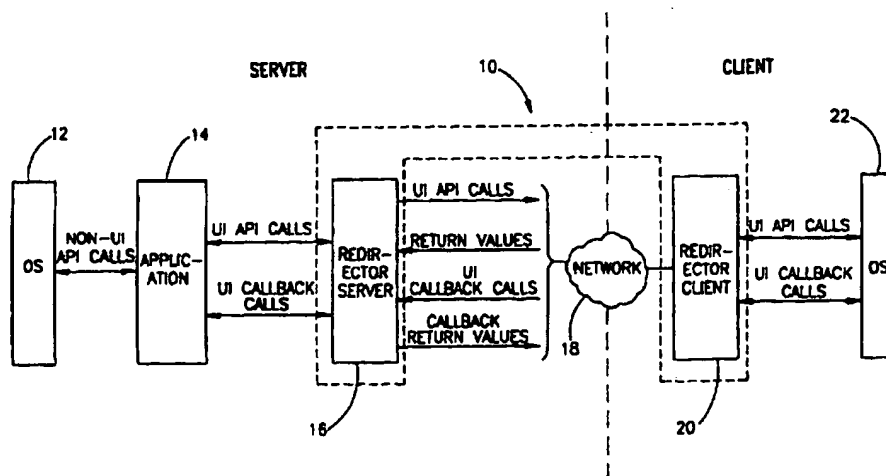 SERVER
CLIENT
10
12
14
22
OS
NON-UI
API CALLS
APPLIC-
ATION
UI API CALLS
UI CALLBACK
CALLS
REDIR-
ECTOR
SERVER
UI API CALLS
RETURN VALUES
UI
CALLBACK CALLS
CALLBACK
RETURN VALUES
NETWORK
18
REDIR-
ECTOR
CLIENT
UI API CALLS
UI CALLBACK
CALLS
OS
16
20